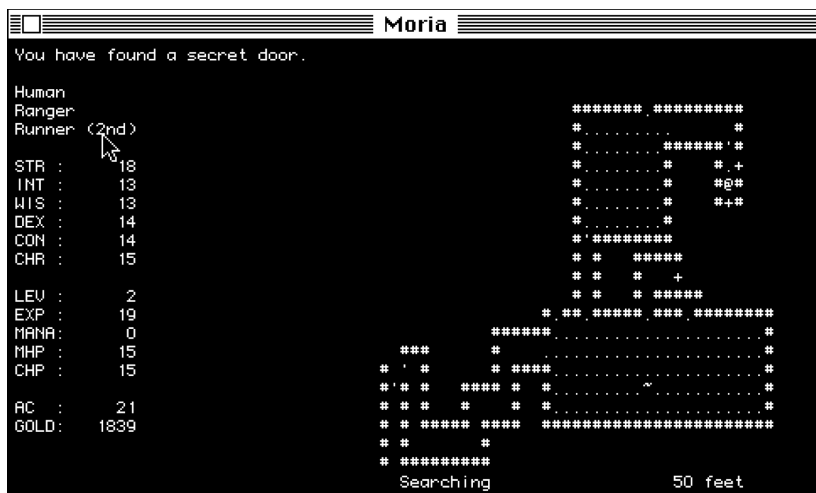 Moria
You have found a secret door.
Human
Ranger
Runner (2nd)
STR : 18
INT : 13
WIS : 13
DEX : 14
CON : 14
CHR : 15
LEV : 2
EXP : 19
MANA: 0
MHP : 15
CHP : 15
AC : 21
GOLD: 1839
Searching 50 feet